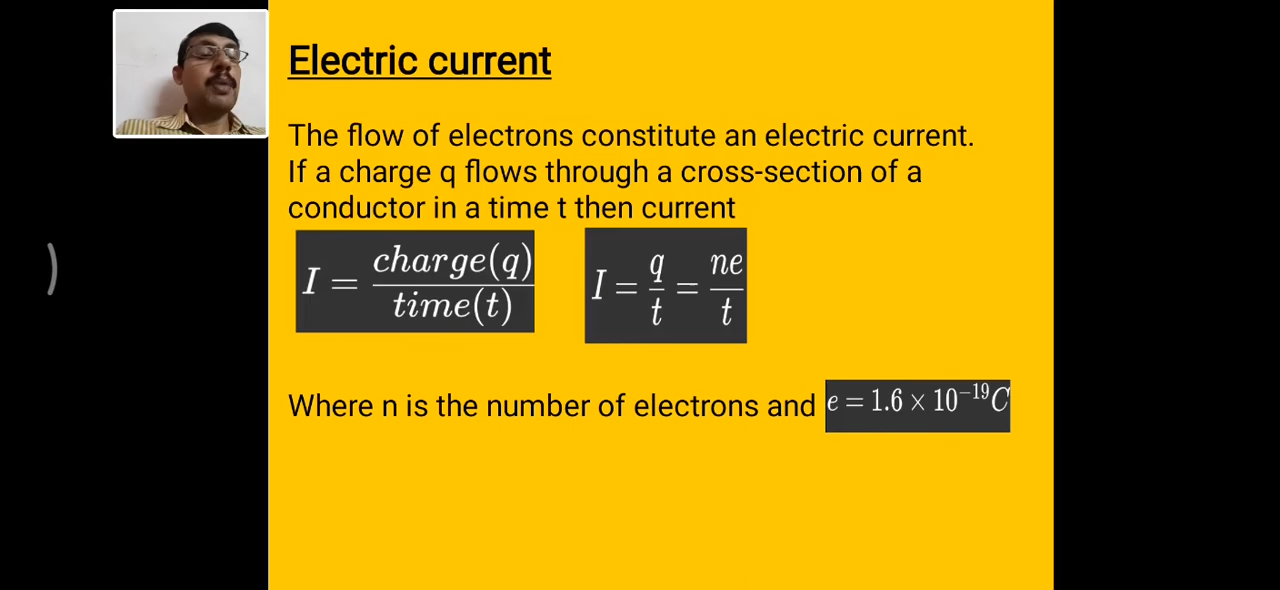 Electric current
The flow of electrons constitute an electric current.
If a charge q flows through a cross-section of a
conductor in a time t then current
I = charge(q)/time(t)  I = q/t = ne/t
Where n is the number of electrons and e = 1.6 × 10⁻¹⁹C